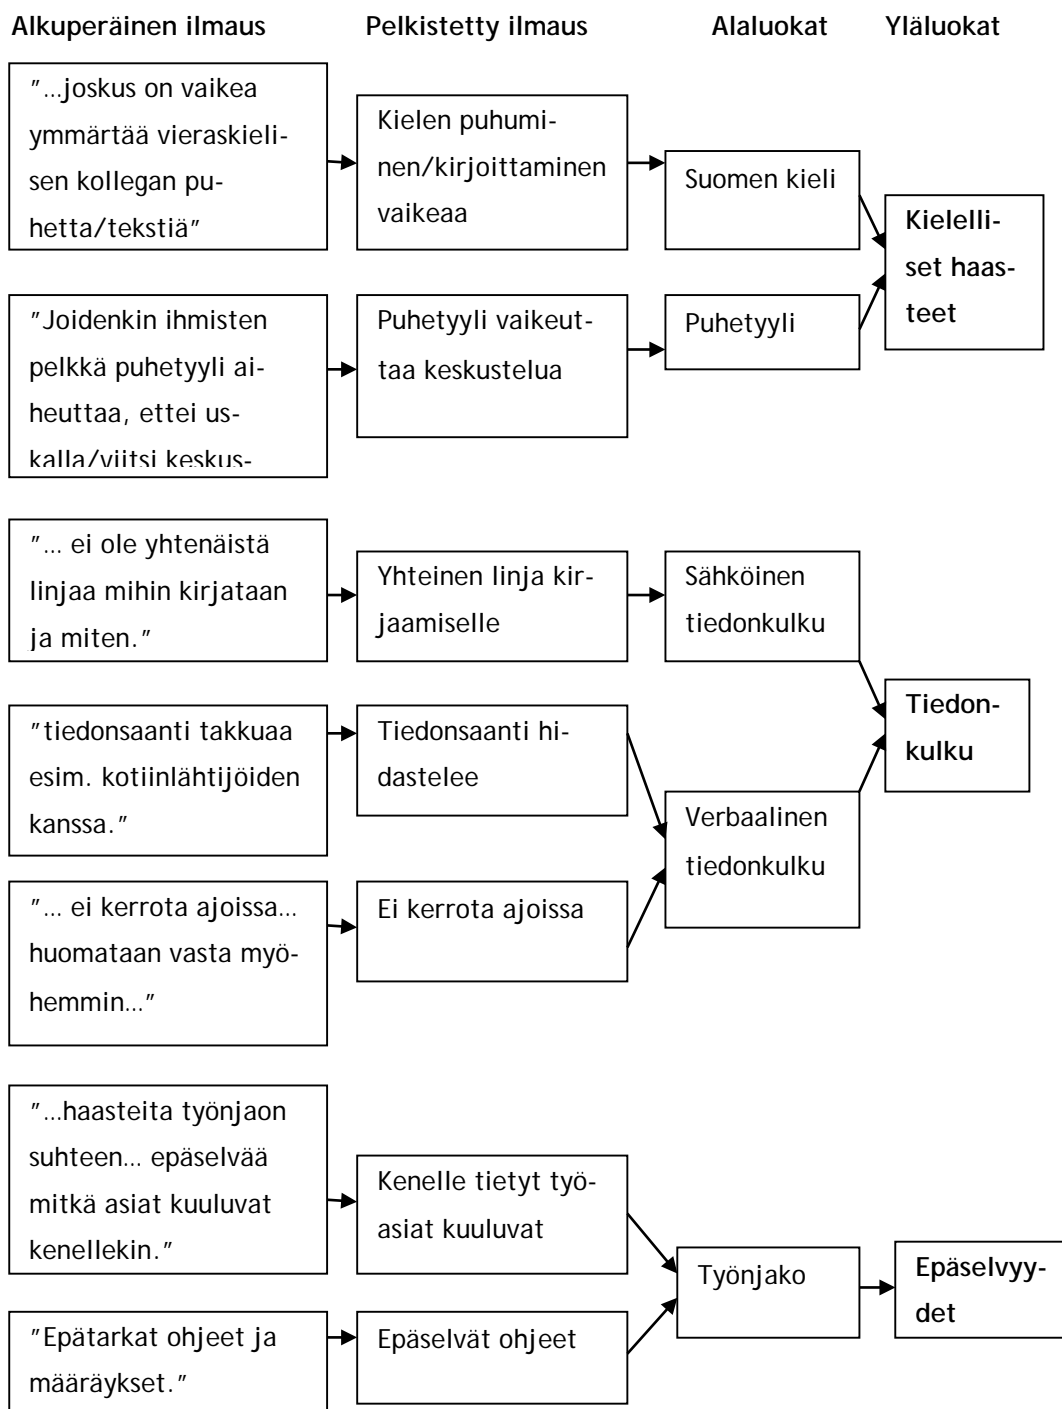 Alkuperäinen ilmaus Pelkistetty ilmaus Alaluokat Yläluokat
"…joskus on vaikea
ymmärtää vieraskieli-
sen kollegan pu-
hetta/tekstiä"
Kielen puhumi-
nen/kirjoittaminen
vaikeaa
Suomen kieli
Kielelli-
set haas-
teet
"Joidenkin ihmisten
pelkkä puhetyyli ai-
heuttaa, ettei us-
kalla/viitsi keskus-
Puhetyyli vaikeut-
taa keskustelua
Puhetyyli
"… ei ole yhtenäistä
linjaa mihin kirjataan
ja miten."
Yhteinen linja kir-
jaamiselle
Sähköinen
tiedonkulku
Tiedon-
kulku
"tiedonsaanti takkuaa
esim. kotiinlähtijöiden
kanssa."
Tiedonsaanti hi-
dastelee
Verbaalinen
tiedonkulku
"… ei kerrota ajoissa…
huomataan vasta myö-
hemmin…"
Ei kerrota ajoissa
"…haasteita työnjaon
suhteen… epäselvää
mitkä asiat kuuluvat
kenellekin."
Kenelle tietyt työ-
asiat kuuluvat
Työnjako
Epäselvyy-
det
"Epätarkat ohjeet ja
määräykset."
Epäselvät ohjeet